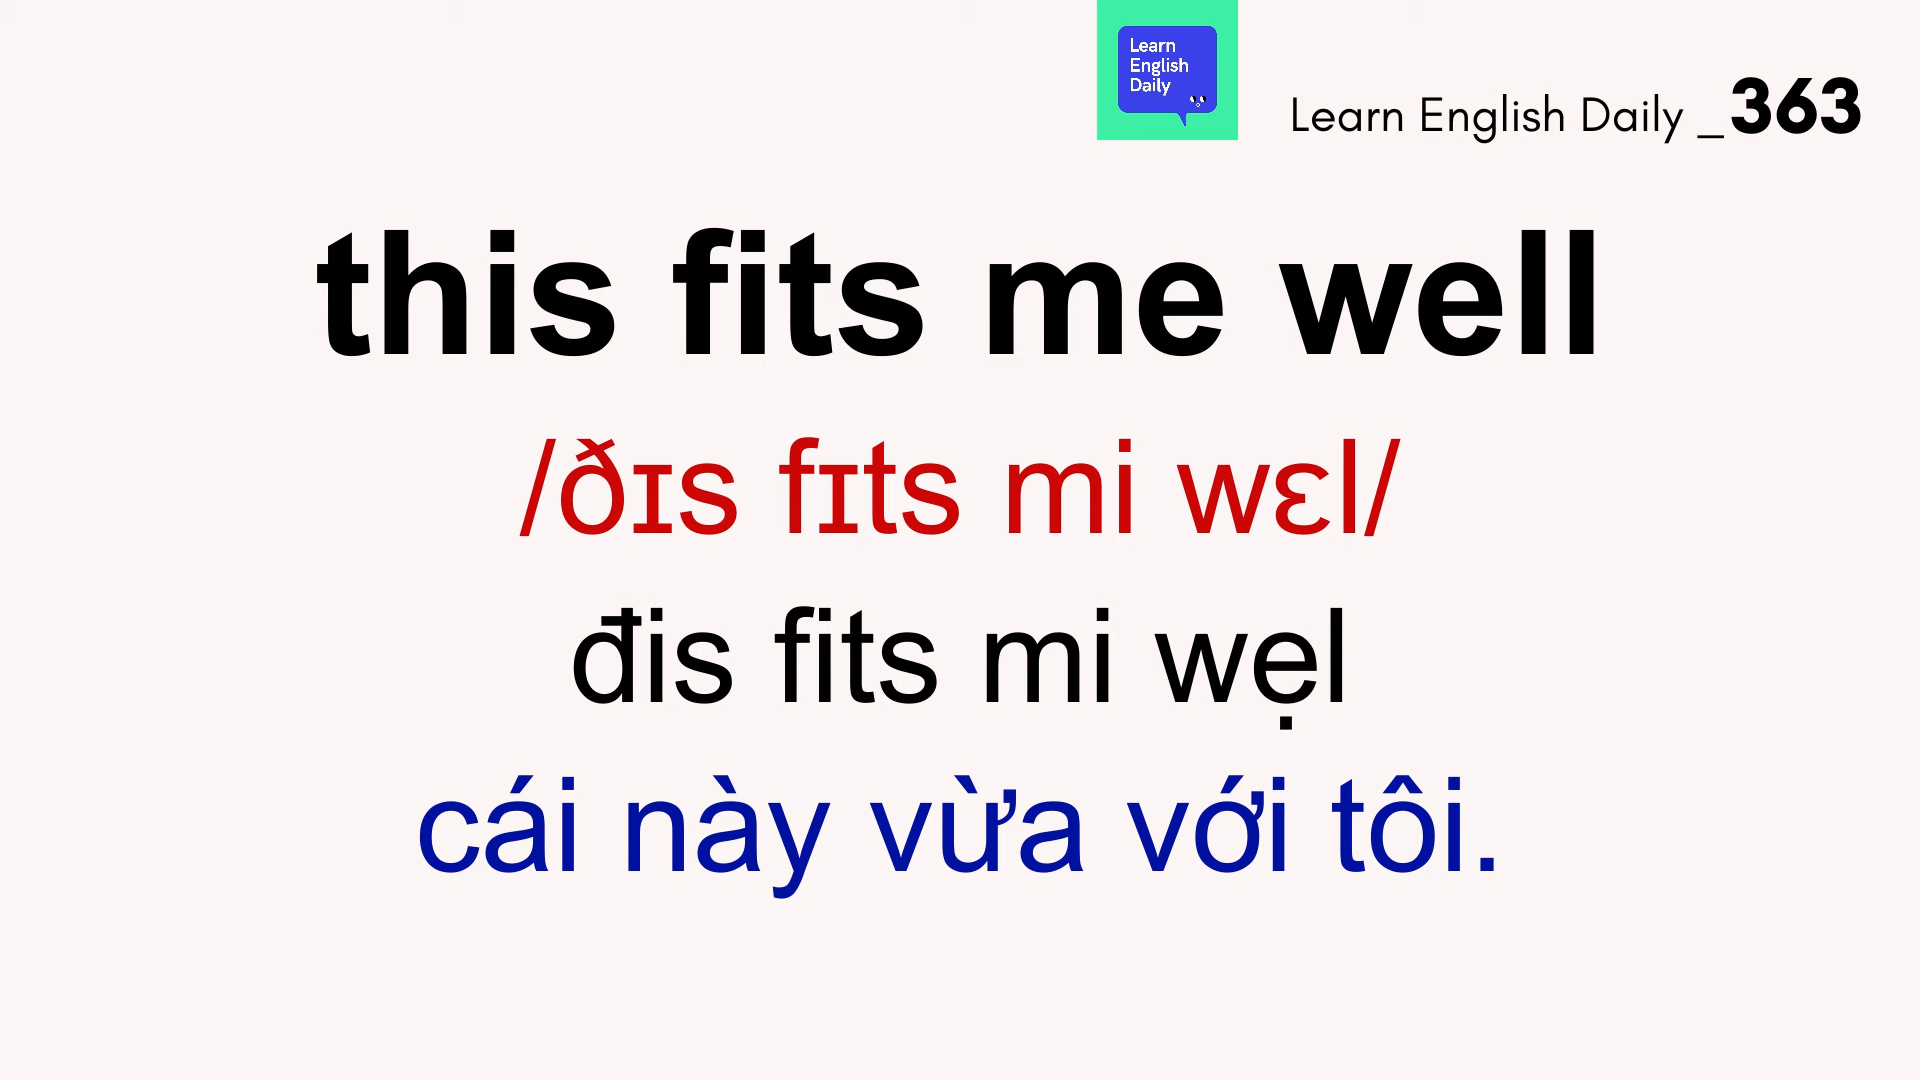 Learn
English
Daily
Learn English Daily _363
this fits me well
/ðɪs fɪts mi wɛl/
đis fits mi wẹl
cái này vừa với tôi.